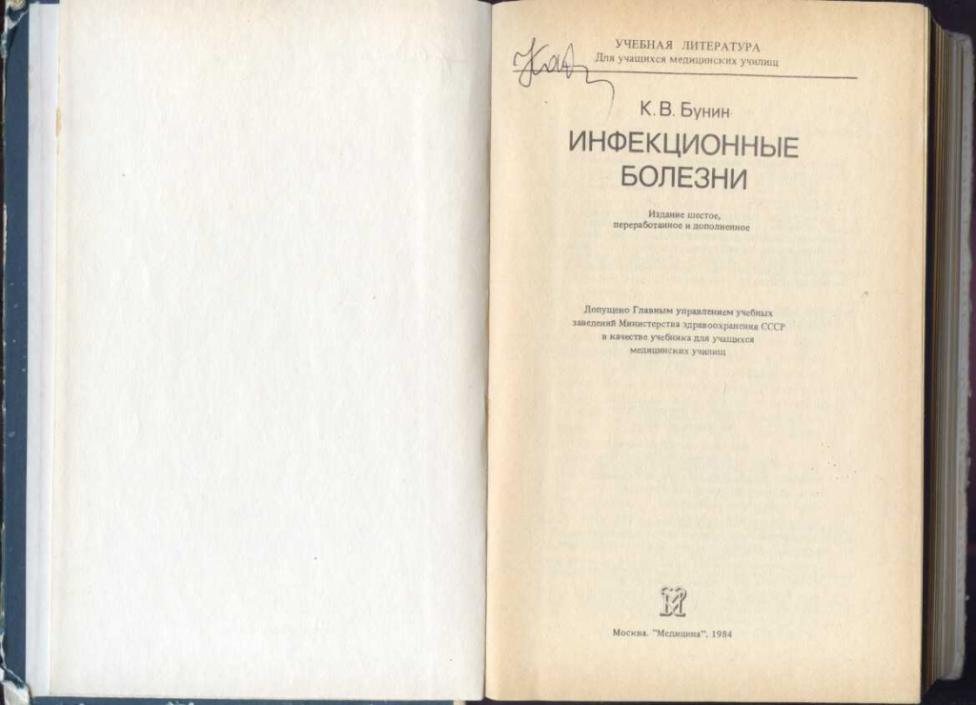 УЧЕБНАЯ ЛИТЕРАТУРА
Для учащихся медицинских училищ
К. В. Бунин
ИНФЕКЦИОННЫЕ
БОЛЕЗНИ
Издание шестое,
переработанное и дополненное
Допущено Главным управлением учебных
заведений Министерства здравоохранения СССР
в качестве учебника для учащихся
медицинских училищ
Москва. "Медицина", 1984